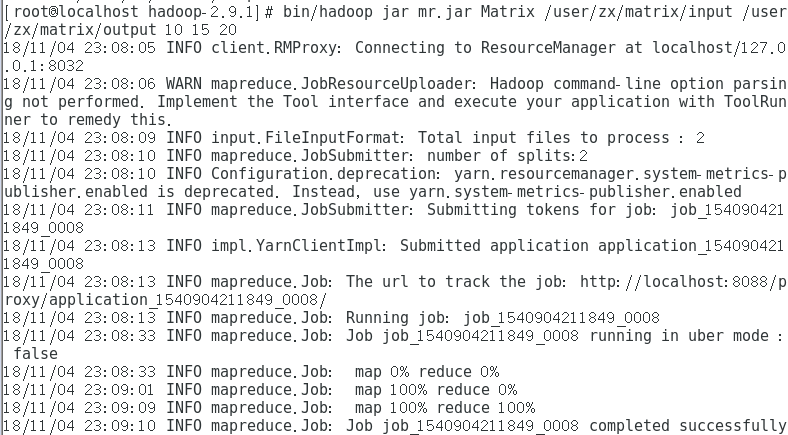 [root@localhost hadoop-2.9.1]# bin/hadoop jar mr.jar Matrix /user/zx/matrix/input /user
/zx/matrix/output 10 15 20
18/11/04 23:08:05 INFO client.RMProxy: Connecting to ResourceManager at localhost/127.0
.0.1:8032
18/11/04 23:08:06 WARN mapreduce.JobResourceUploader: Hadoop command-line option parsin
g not performed. Implement the Tool interface and execute your application with ToolRun
ner to remedy this.
18/11/04 23:08:09 INFO input.FileInputFormat: Total input files to process : 2
18/11/04 23:08:10 INFO mapreduce.JobSubmitter: number of splits:2
18/11/04 23:08:10 INFO Configuration.deprecation: yarn.resourcemanager.system-metrics-p
ublisher.enabled is deprecated. Instead, use yarn.system-metrics-publisher.enabled
18/11/04 23:08:11 INFO mapreduce.JobSubmitter: Submitting tokens for job: job_154090421
1849_0008
18/11/04 23:08:13 INFO impl.YarnClientImpl: Submitted application application_154090421
1849_0008
18/11/04 23:08:13 INFO mapreduce.Job: The url to track the job: http://localhost:8088/p
roxy/application_1540904211849_0008/
18/11/04 23:08:13 INFO mapreduce.Job: Running job: job_1540904211849_0008
18/11/04 23:08:33 INFO mapreduce.Job: Job job_1540904211849_0008 running in uber mode :
 false
18/11/04 23:08:33 INFO mapreduce.Job:  map 0% reduce 0%
18/11/04 23:09:01 INFO mapreduce.Job:  map 100% reduce 0%
18/11/04 23:09:09 INFO mapreduce.Job:  map 100% reduce 100%
18/11/04 23:09:10 INFO mapreduce.Job: Job job_1540904211849_0008 completed successfully